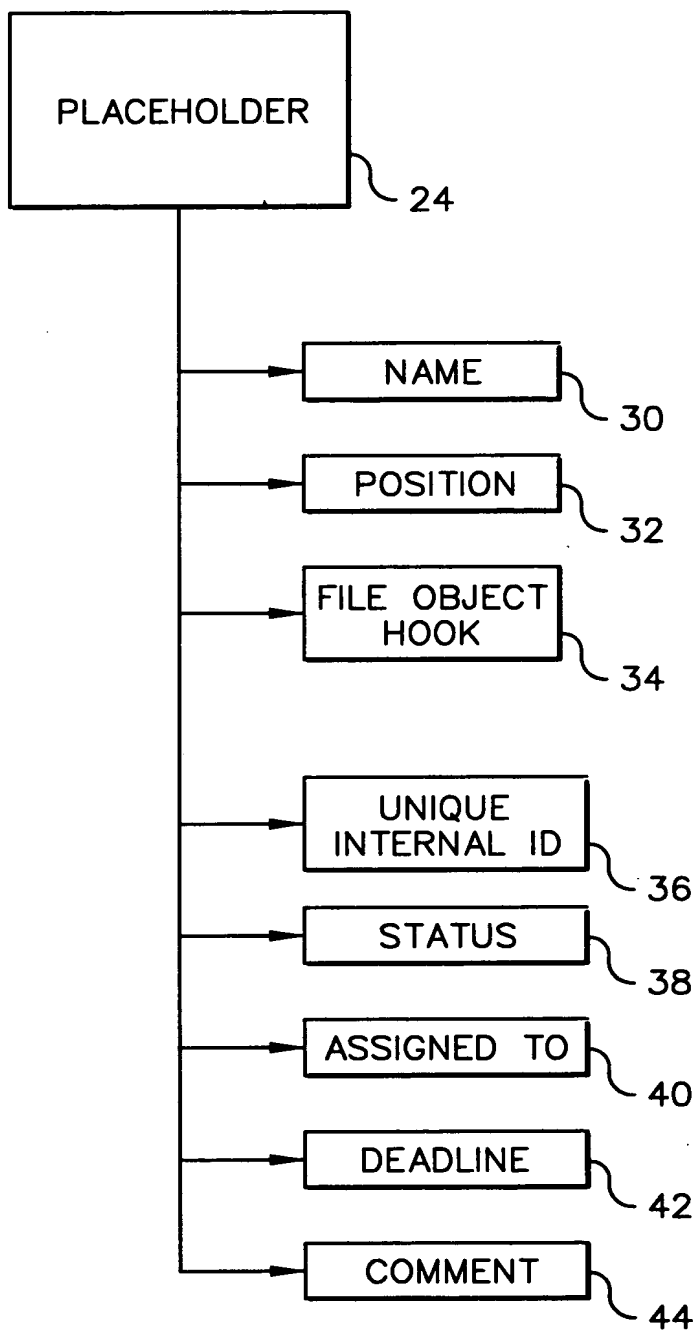 PLACEHOLDER
24
NAME
30
POSITION
32
FILE OBJECT
HOOK
34
UNIQUE
INTERNAL ID
36
STATUS
38
ASSIGNED TO
40
DEADLINE
42
COMMENT
44